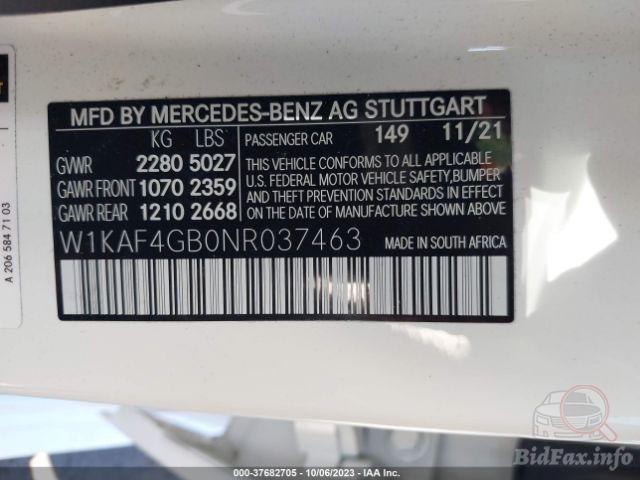 MFD BY MERCEDES-BENZ AG STUTTGART
KG LBS
PASSENGER CAR 149 11/21
GVWR 2280 5027
GAWR FRONT 1070 2359
GAWR REAR 1210 2668
THIS VEHICLE CONFORMS TO ALL APPLICABLE
U.S. FEDERAL MOTOR VEHICLE SAFETY,BUMPER
AND THEFT PREVENTION STANDARDS IN EFFECT
ON THE DATE OF MANUFACTURE SHOWN ABOVE.
W1KAF4GB0NR037463 MADE IN SOUTH AFRICA
A 206 584 71 03
000-37682705 - 10/06/2023 - IAA Inc.
BidFax.info